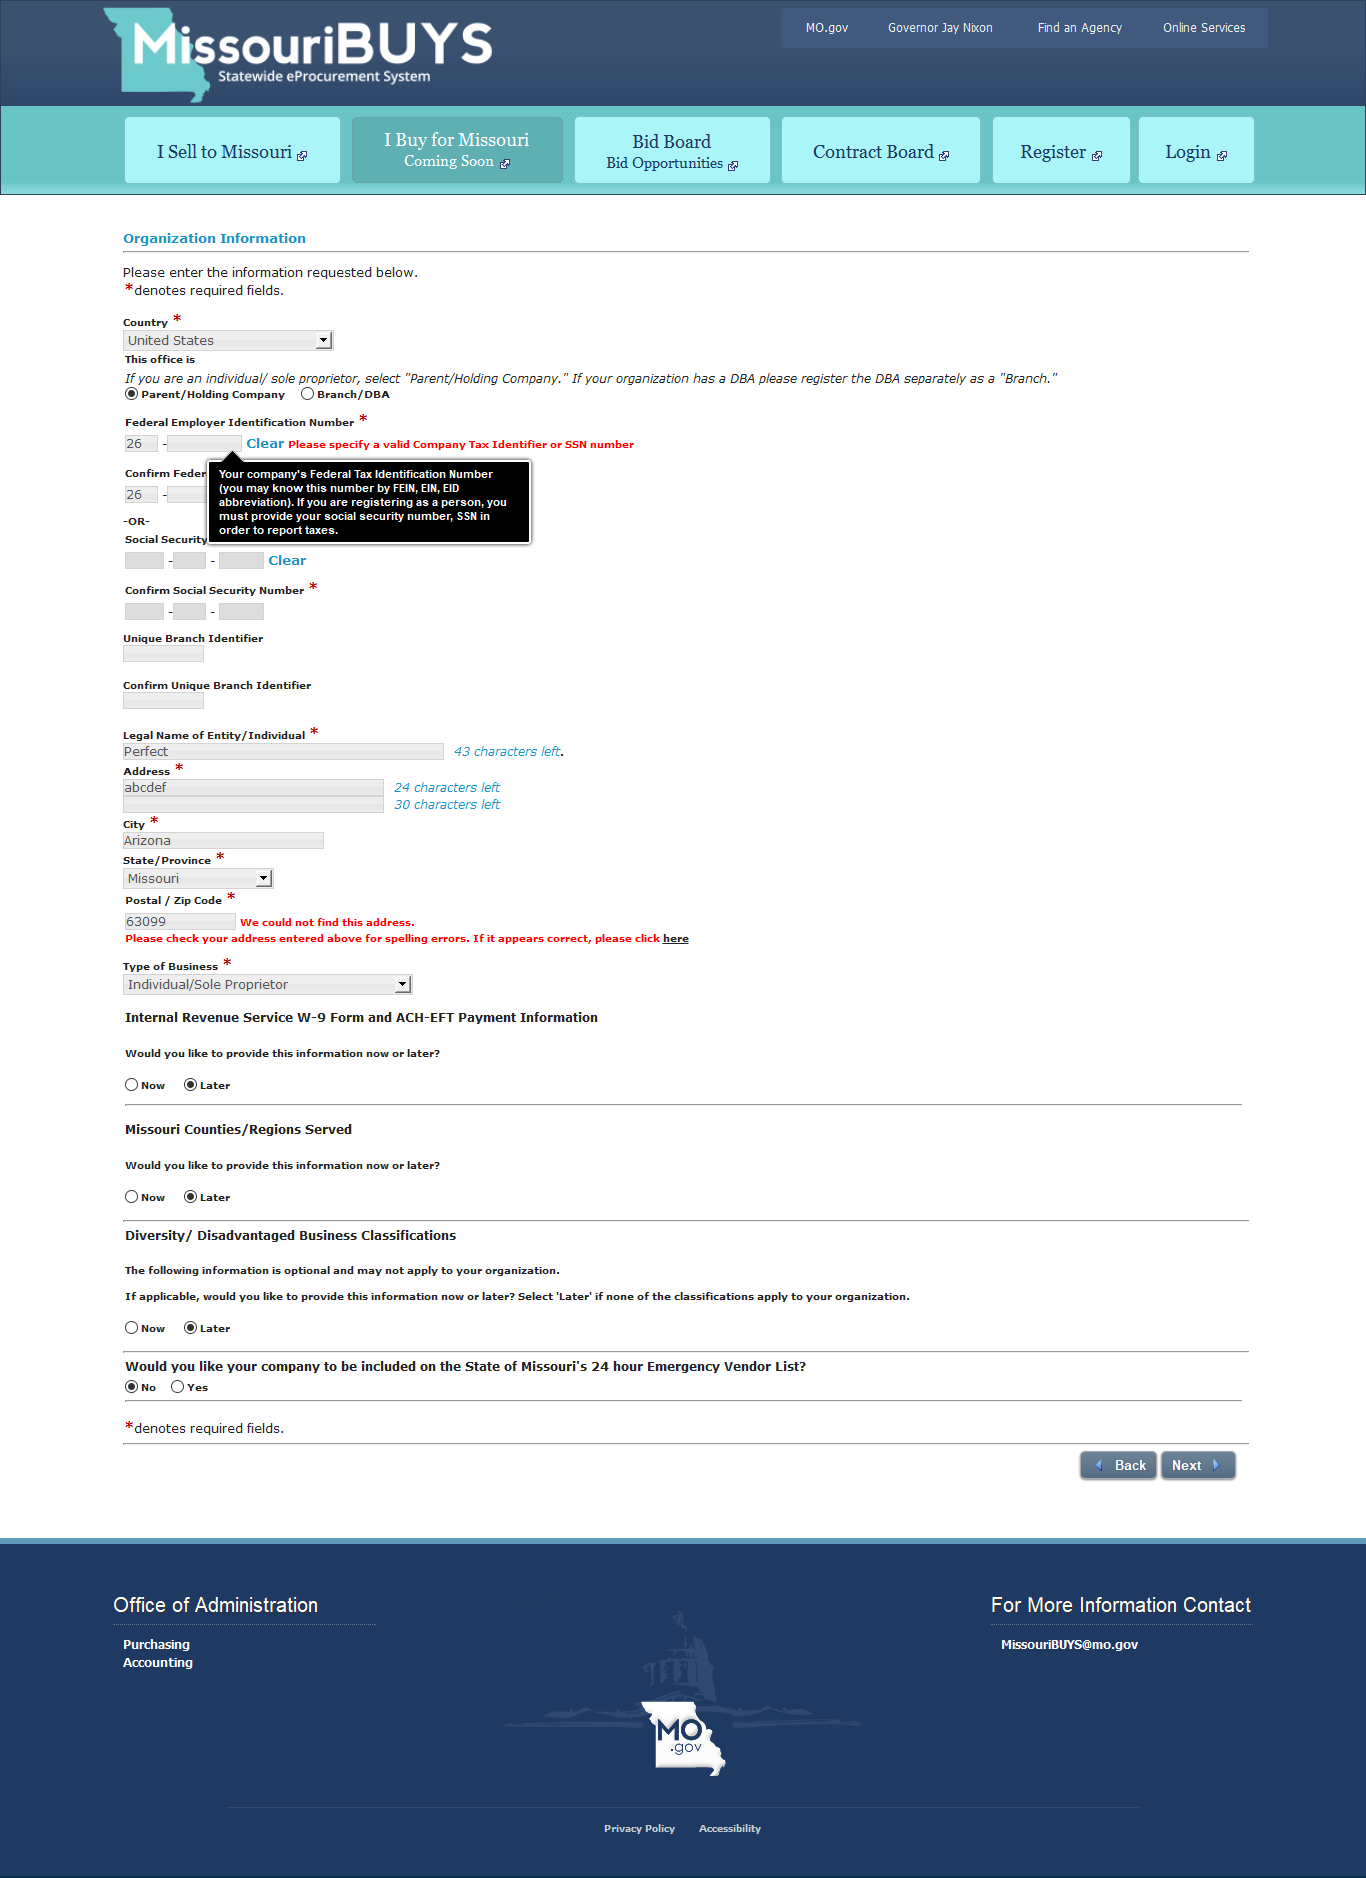 MissouriBUYS
Statewide eProcurement System
MO.gov Governor Jay Nixon Find an Agency Online Services
I Sell to Missouri
I Buy for Missouri
Coming Soon
Bid Board
Bid Opportunities
Contract Board
Register
Login
Organization Information
Please enter the information requested below.
*denotes required fields.
Country *
United States
This office is
If you are an individual/ sole proprietor, select "Parent/Holding Company." If your organization has a DBA please register the DBA separately as a "Branch."
Parent/Holding Company Branch/DBA
Federal Employer Identification Number *
26 - Clear Please specify a valid Company Tax Identifier or SSN number
Your company's Federal Tax Identification Number
(you may know this number by FEIN, EIN, EID
abbreviation). If you are registering as a person, you
must provide your social security number, SSN in
order to report taxes.
Confirm Feder
26 -
-OR-
Social Security
- - Clear
Confirm Social Security Number *
- -
Unique Branch Identifier
Confirm Unique Branch Identifier
Legal Name of Entity/Individual *
Perfect 43 characters left.
Address *
abcdef 24 characters left
30 characters left
City *
Arizona
State/Province *
Missouri
Postal / Zip Code *
63099 We could not find this address.
Please check your address entered above for spelling errors. If it appears correct, please click here
Type of Business *
Individual/Sole Proprietor
Internal Revenue Service W-9 Form and ACH-EFT Payment Information
Would you like to provide this information now or later?
Now Later
Missouri Counties/Regions Served
Would you like to provide this information now or later?
Now Later
Diversity/ Disadvantaged Business Classifications
The following information is optional and may not apply to your organization.
If applicable, would you like to provide this information now or later? Select 'Later' if none of the classifications apply to your organization.
Now Later
Would you like your company to be included on the State of Missouri's 24 hour Emergency Vendor List?
No Yes
*denotes required fields.
Back Next
Office of Administration
Purchasing
Accounting
For More Information Contact
MissouriBUYS@mo.gov
MO
.gov
Privacy Policy Accessibility